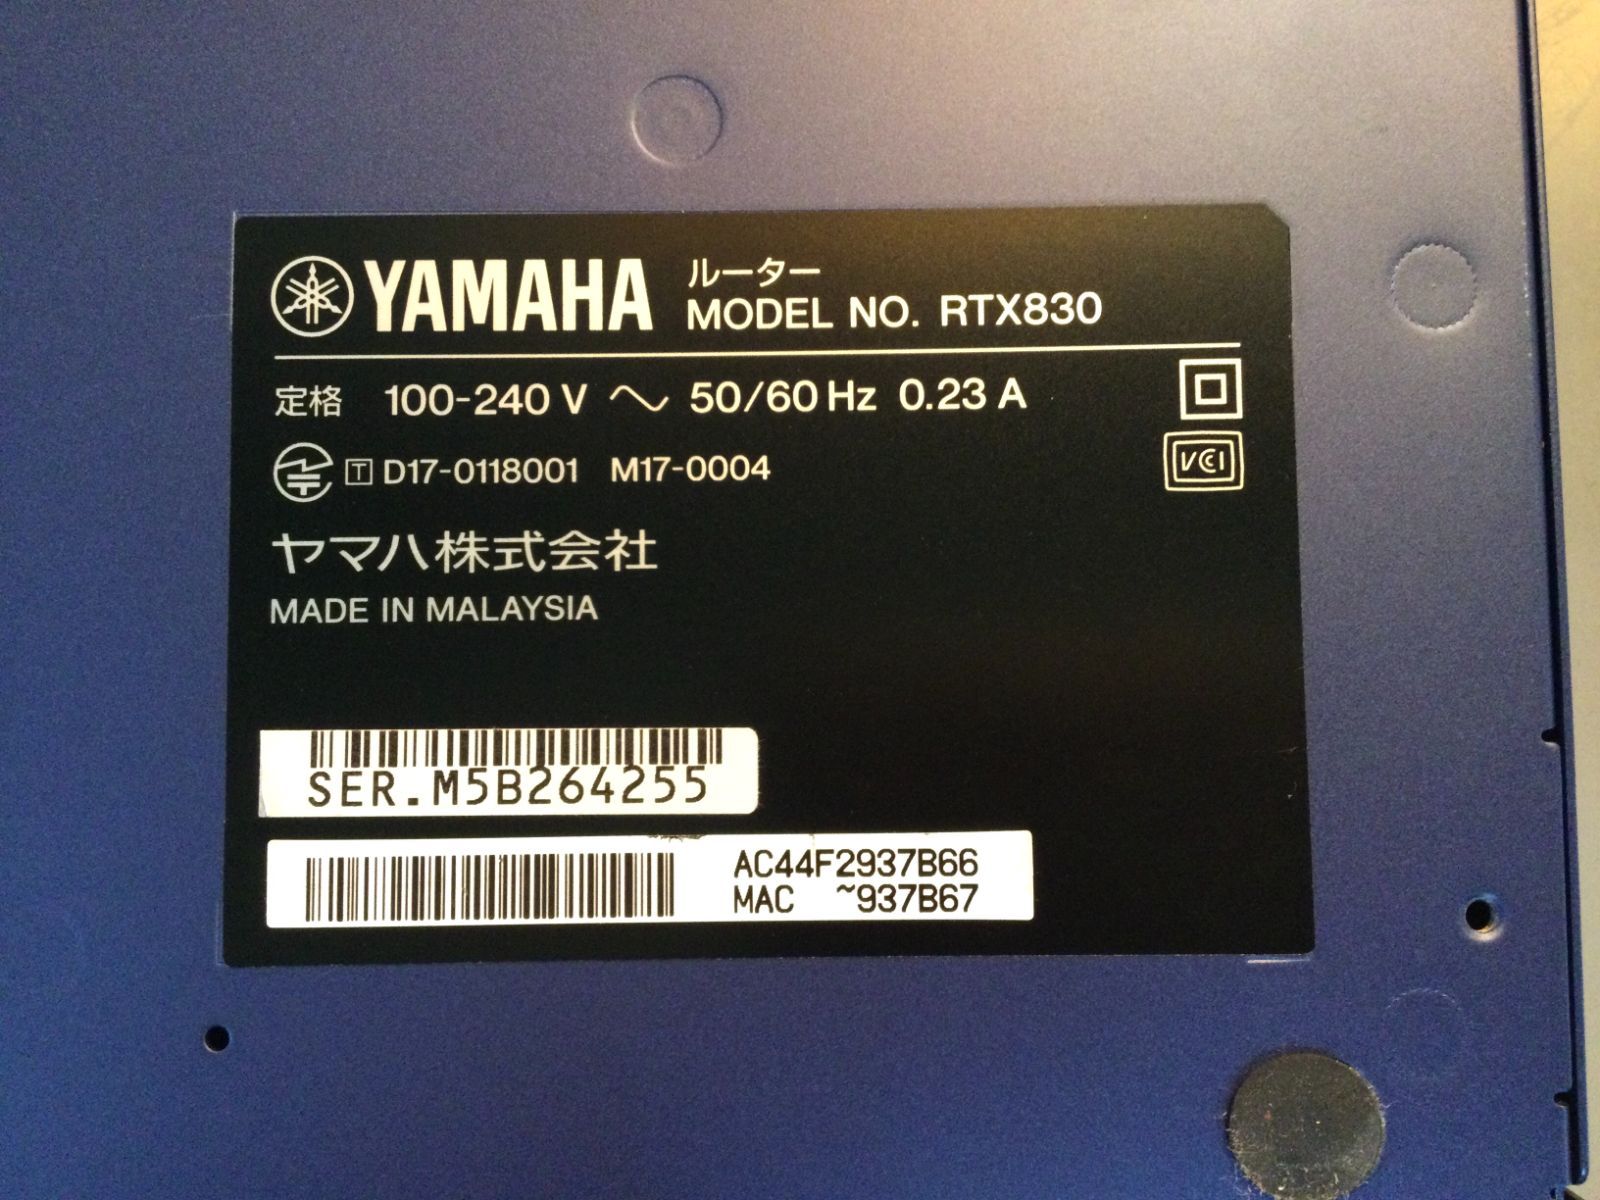 YAMAHA
ルーター
MODEL NO. RTX830
定格 100-240 V ～ 50/60 Hz 0.23 A
T D17-0118001 M17-0004
VCCI
ヤマハ株式会社
MADE IN MALAYSIA
SER.M5B264255
AC44F2937B66
MAC ~937B67